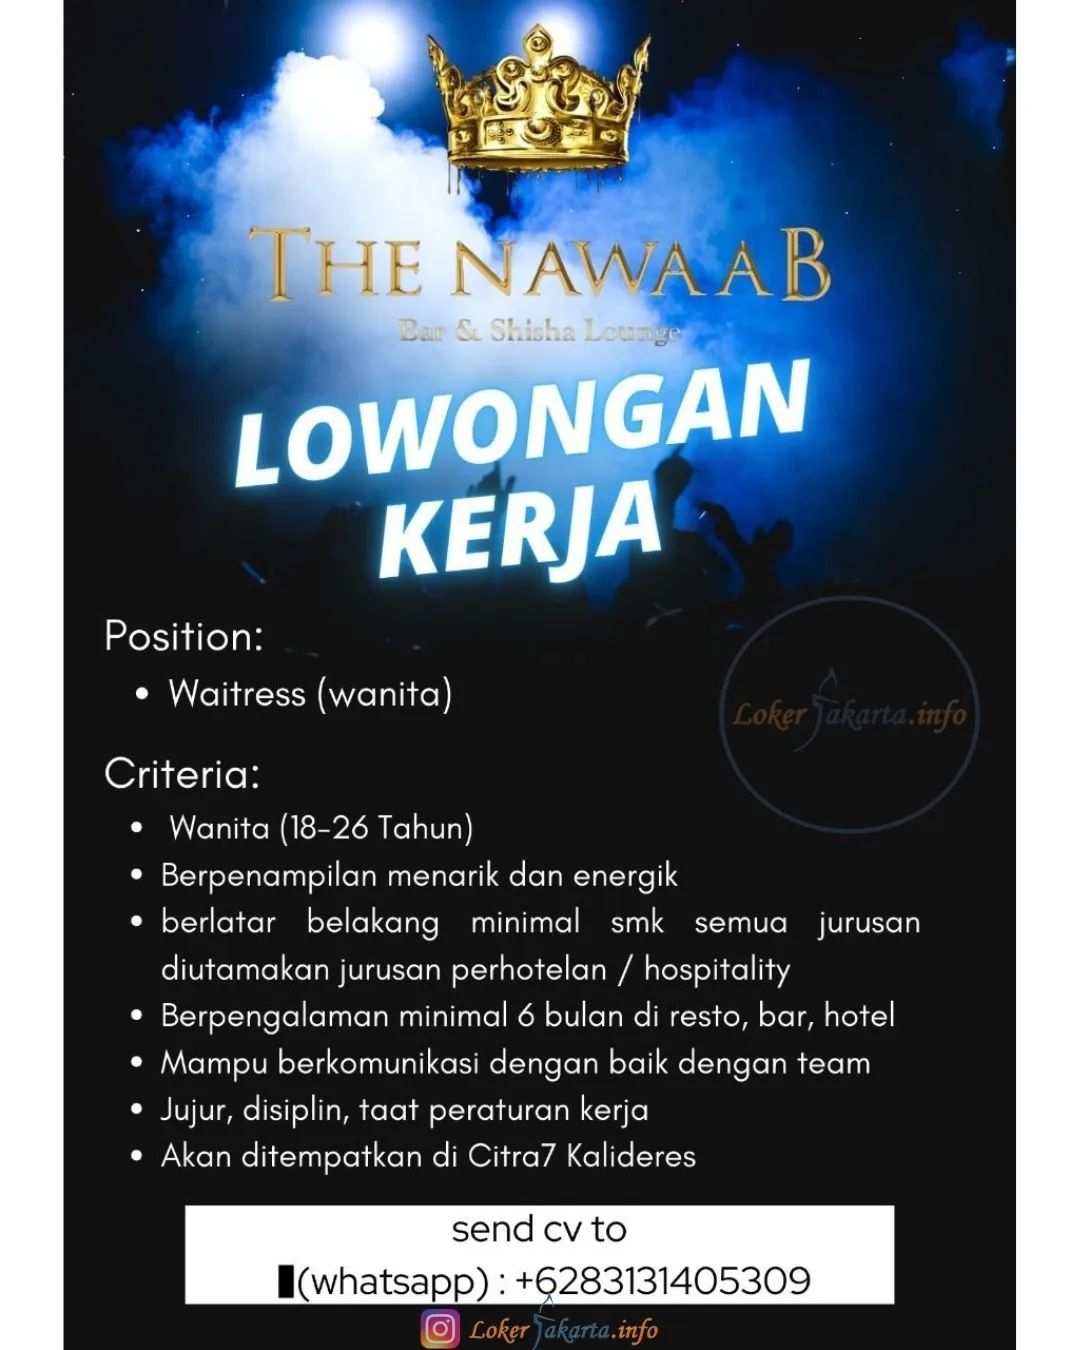 THE NAWAAB
Bar & Shisha Lounge
LOWONGAN
KERJA
Position:
• Waitress (wanita)
Loker Jakarta.info
Criteria:
• Wanita (18-26 Tahun)
• Berpenampilan menarik dan energik
• berlatar belakang minimal smk semua jurusan
diutamakan jurusan perhotelan / hospitality
• Berpengalaman minimal 6 bulan di resto, bar, hotel
• Mampu berkomunikasi dengan baik dengan team
• Jujur, disiplin, taat peraturan kerja
• Akan ditempatkan di Citra7 Kalideres
send cv to
(whatsapp) : +6283131405309
Loker Jakarta.info